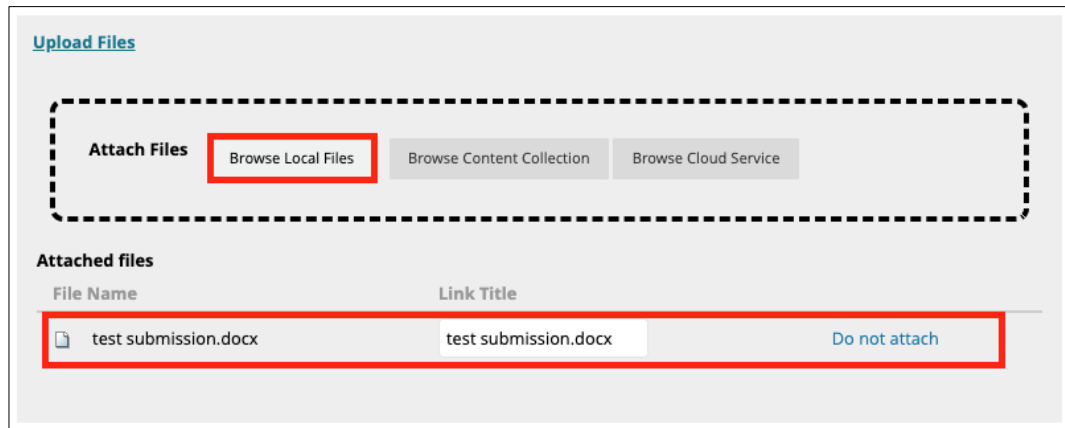 Upload Files
Attach Files Browse Local Files Browse Content Collection Browse Cloud Service
Attached files
File Name Link Title
test submission.docx test submission.docx Do not attach